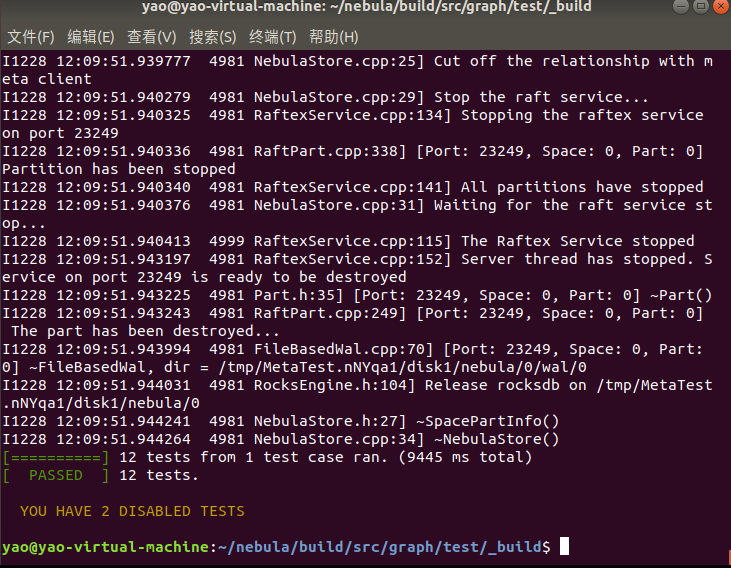 yao@yao-virtual-machine: ~/nebula/build/src/graph/test/_build
文件(F) 编辑(E) 查看(V) 搜索(S) 终端(T) 帮助(H)
I1228 12:09:51.939777  4981 NebulaStore.cpp:25] Cut off the relationship with m
eta client
I1228 12:09:51.940279  4981 NebulaStore.cpp:29] Stop the raft service...
I1228 12:09:51.940325  4981 RaftexService.cpp:134] Stopping the raftex service
on port 23249
I1228 12:09:51.940336  4981 RaftPart.cpp:338] [Port: 23249, Space: 0, Part: 0]
Partition has been stopped
I1228 12:09:51.940340  4981 RaftexService.cpp:141] All partitions have stopped
I1228 12:09:51.940376  4981 NebulaStore.cpp:31] Waiting for the raft service st
op...
I1228 12:09:51.940413  4999 RaftexService.cpp:115] The Raftex Service stopped
I1228 12:09:51.943197  4981 RaftexService.cpp:152] Server thread has stopped. S
ervice on port 23249 is ready to be destroyed
I1228 12:09:51.943225  4981 Part.h:35] [Port: 23249, Space: 0, Part: 0] ~Part()
I1228 12:09:51.943243  4981 RaftPart.cpp:249] [Port: 23249, Space: 0, Part: 0]
 The part has been destroyed...
I1228 12:09:51.943994  4981 FileBasedWal.cpp:70] [Port: 23249, Space: 0, Part:
0] ~FileBasedWal, dir = /tmp/MetaTest.nNYqa1/disk1/nebula/0/wal/0
I1228 12:09:51.944031  4981 RocksEngine.h:104] Release rocksdb on /tmp/MetaTest
.nNYqa1/disk1/nebula/0
I1228 12:09:51.944241  4981 NebulaStore.h:27] ~SpacePartInfo()
I1228 12:09:51.944264  4981 NebulaStore.cpp:34] ~NebulaStore()
[==========] 12 tests from 1 test case ran. (9445 ms total)
[  PASSED  ] 12 tests.
  YOU HAVE 2 DISABLED TESTS
yao@yao-virtual-machine:~/nebula/build/src/graph/test/_build$